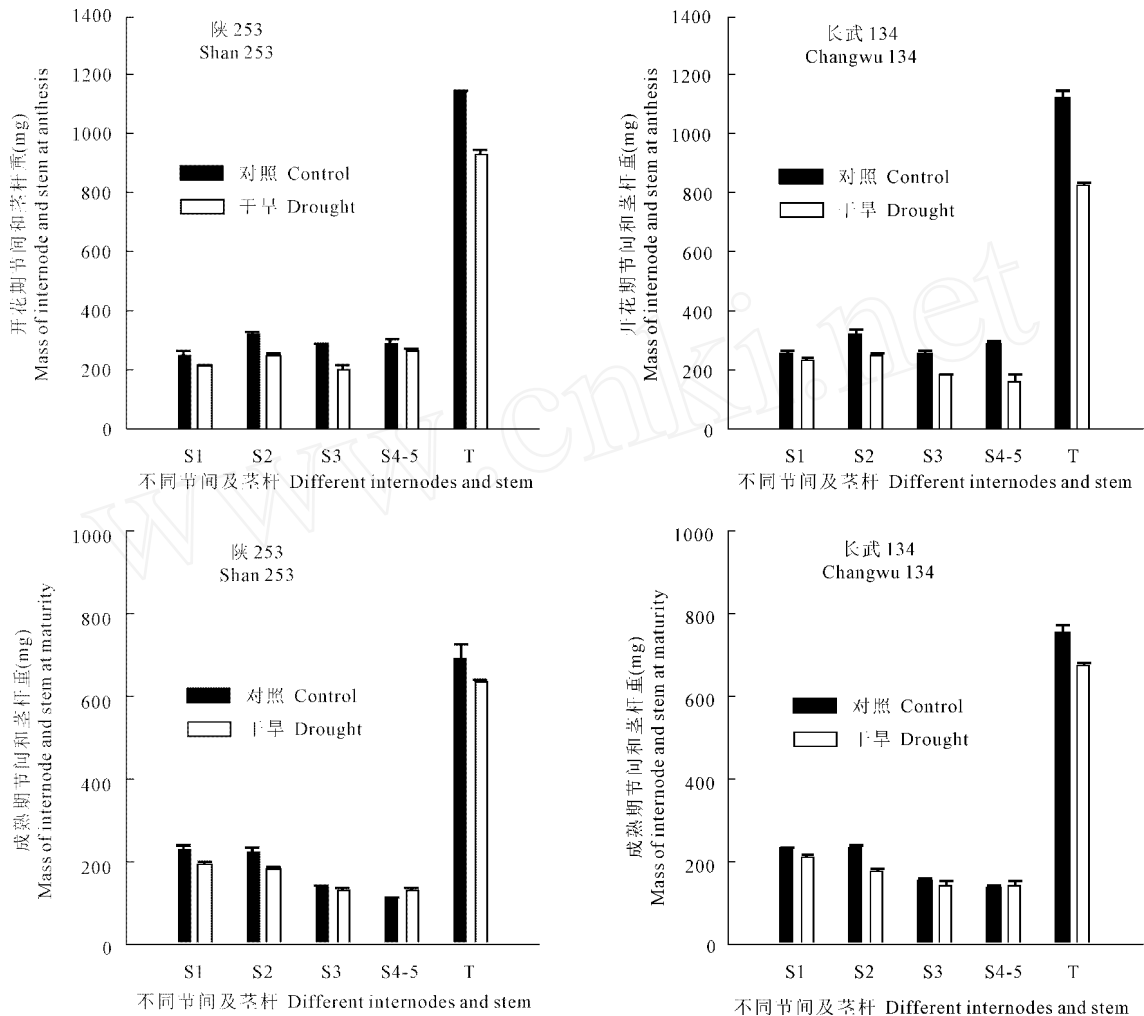 1400
1200
1000
800
600
400
200
0
开花期节间和茎杆重(mg)
Mass of internode and stem at anthesis
陕 253
Shan 253
对照 Control
干旱 Drought
S1 S2 S3 S4-5 T
不同节间及茎杆 Different internodes and stem
1400
1200
1000
800
600
400
200
0
开花期节间和茎杆重(mg)
Mass of internode and stem at anthesis
长武 134
Changwu 134
对照 Control
干旱 Drought
S1 S2 S3 S4-5 T
不同节间及茎杆 Different internodes and stem
1000
800
600
400
200
0
成熟期节间和茎杆重(mg)
Mass of internode and stem at maturity
陕 253
Shan 253
对照 Control
干旱 Drought
S1 S2 S3 S4-5 T
不同节间及茎杆 Different internodes and stem
1000
800
600
400
200
0
成熟期节间和茎杆重(mg)
Mass of internode and stem at maturity
长武 134
Changwu 134
对照 Control
干旱 Drought
S1 S2 S3 S4-5 T
不同节间及茎杆 Different internodes and stem
www.cnki.net